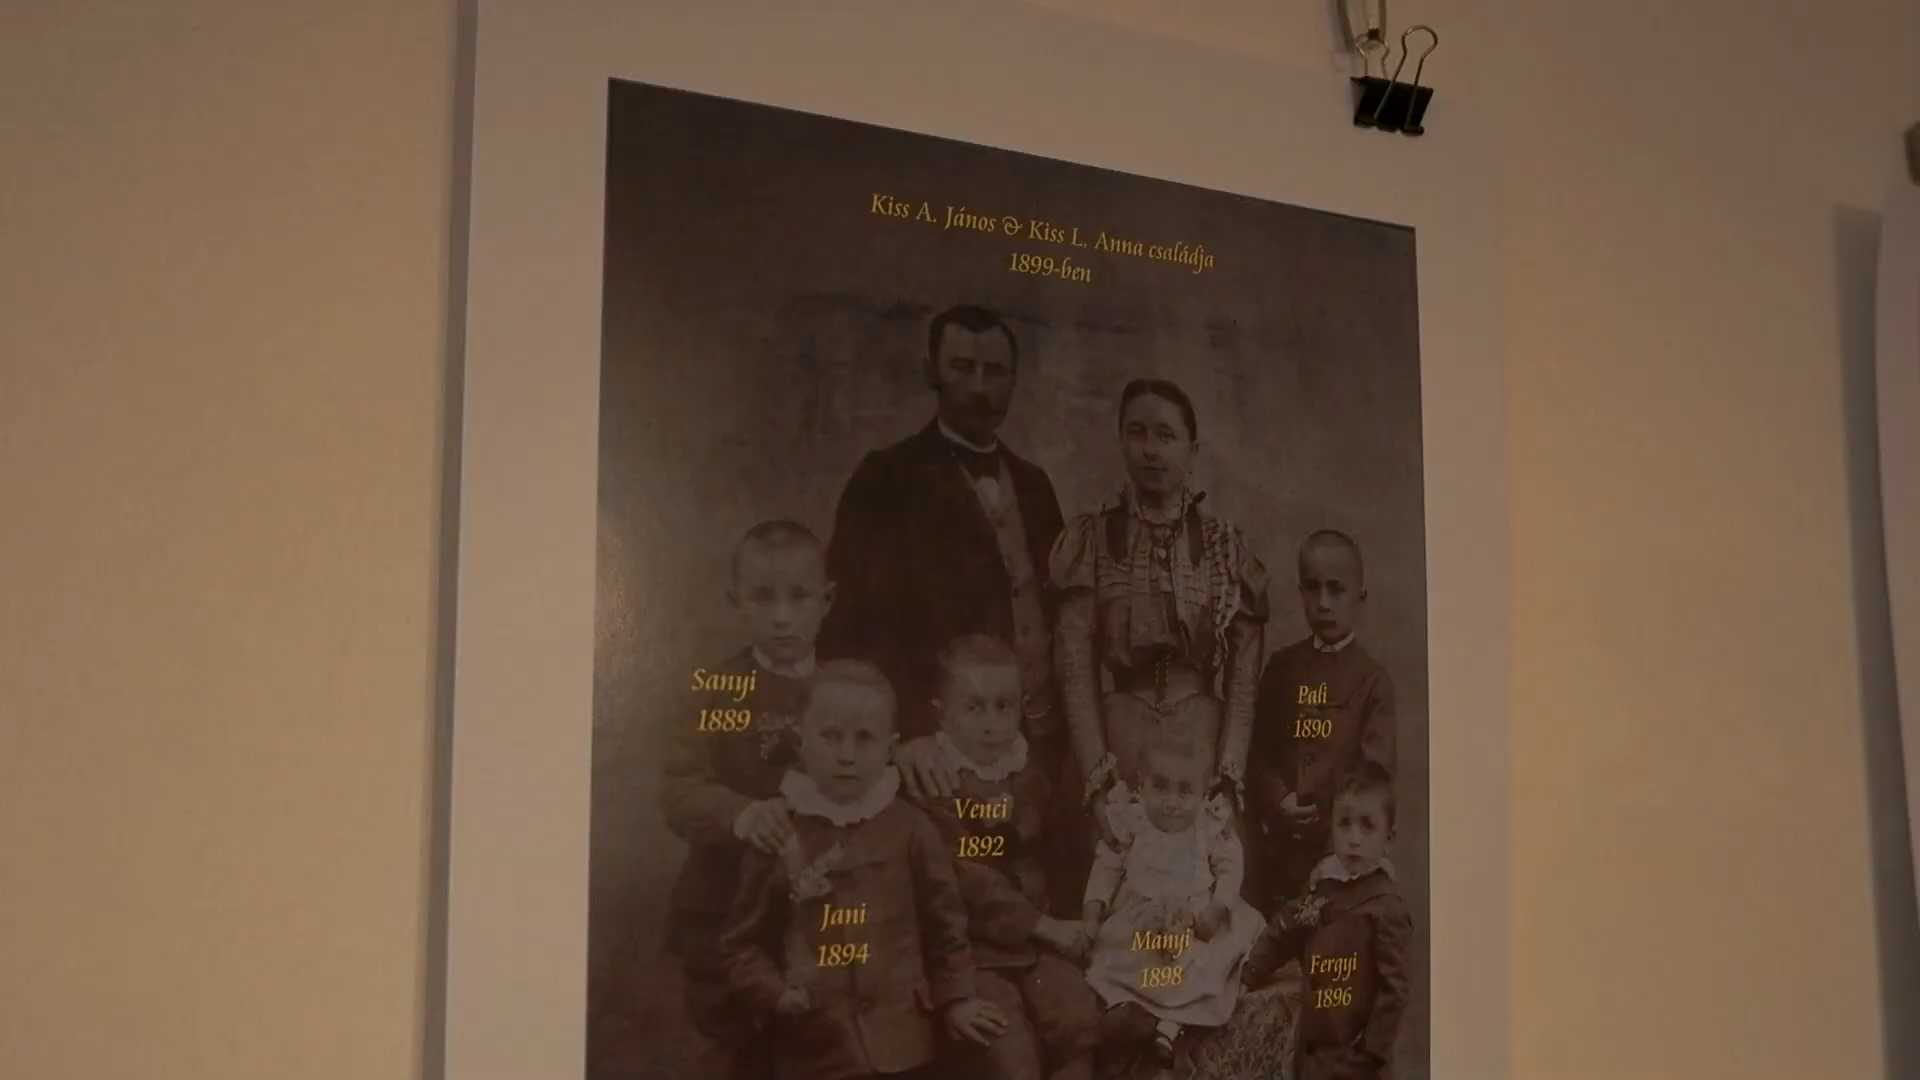 Kiss A. János & Kiss L. Anna családja
1899-ben
Sanyi
1889
Pali
1890
Venci
1892
Jani
1894
Manyi
1898
Fergyi
1896